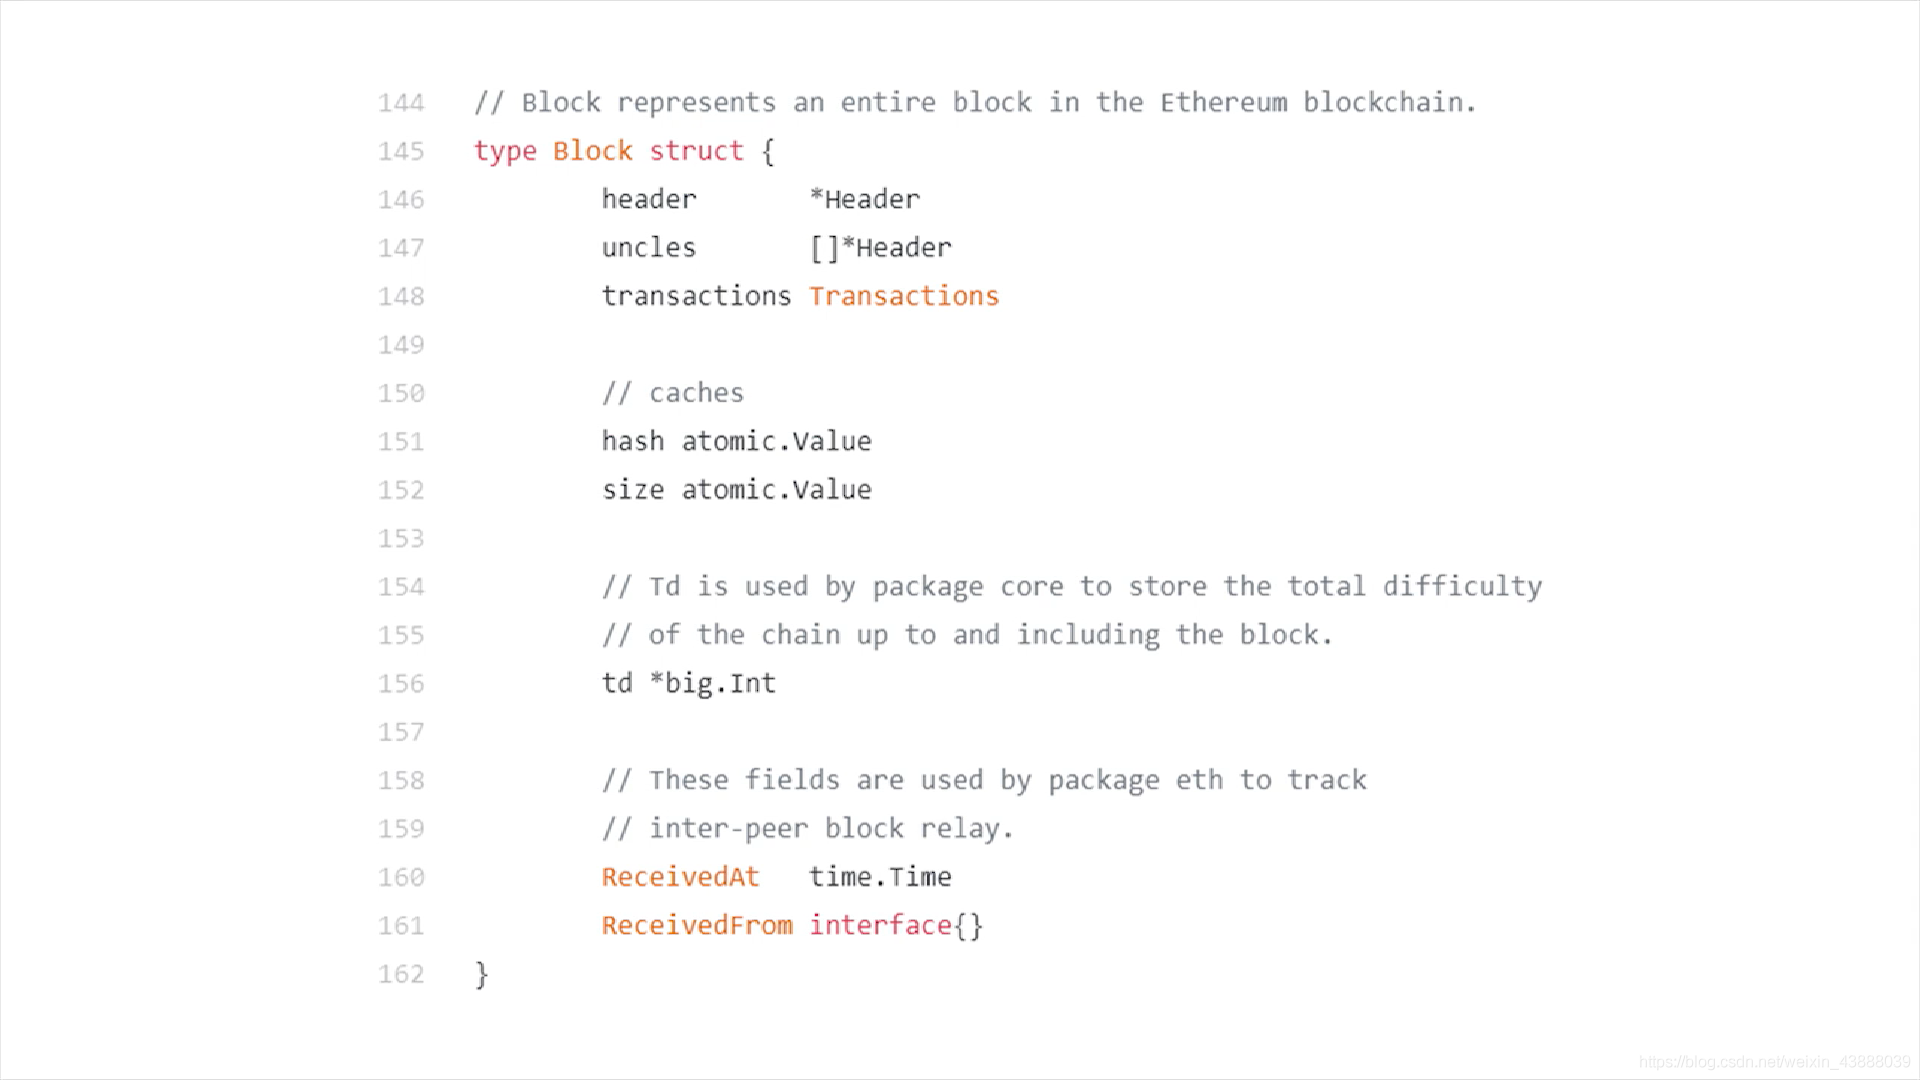 144 // Block represents an entire block in the Ethereum blockchain.
145 type Block struct {
146 header *Header
147 uncles []*Header
148 transactions Transactions
149
150 // caches
151 hash atomic.Value
152 size atomic.Value
153
154 // Td is used by package core to store the total difficulty
155 // of the chain up to and including the block.
156 td *big.Int
157
158 // These fields are used by package eth to track
159 // inter-peer block relay.
160 ReceivedAt time.Time
161 ReceivedFrom interface{}
162 }
https://blog.csdn.net/weixin_43888039